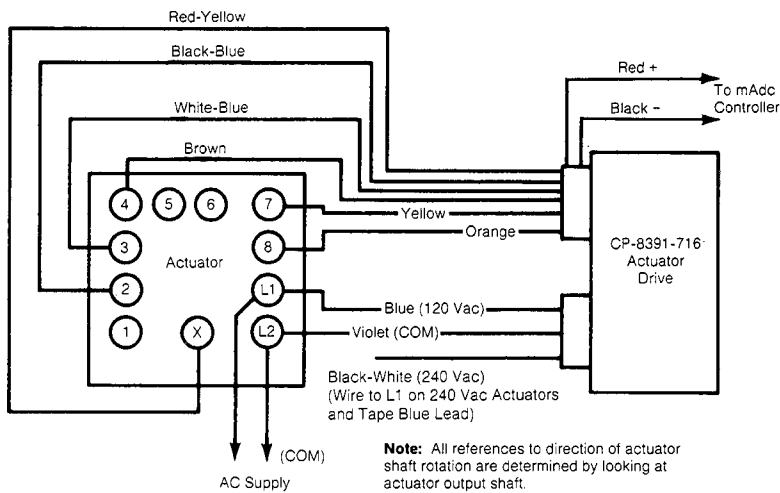 Red-Yellow
Black-Blue
White-Blue
Brown
Red +
Black –
To mAdc
Controller
4
5
6
7
Yellow
3
8
Orange
Actuator
2
L1
Blue (120 Vac)
1
X
L2
Violet (COM)
CP-8391-716
Actuator
Drive
Black-White (240 Vac)
(Wire to L1 on 240 Vac Actuators
and Tape Blue Lead)
(COM)
AC Supply
Note: All references to direction of actuator
shaft rotation are determined by looking at
actuator output shaft.